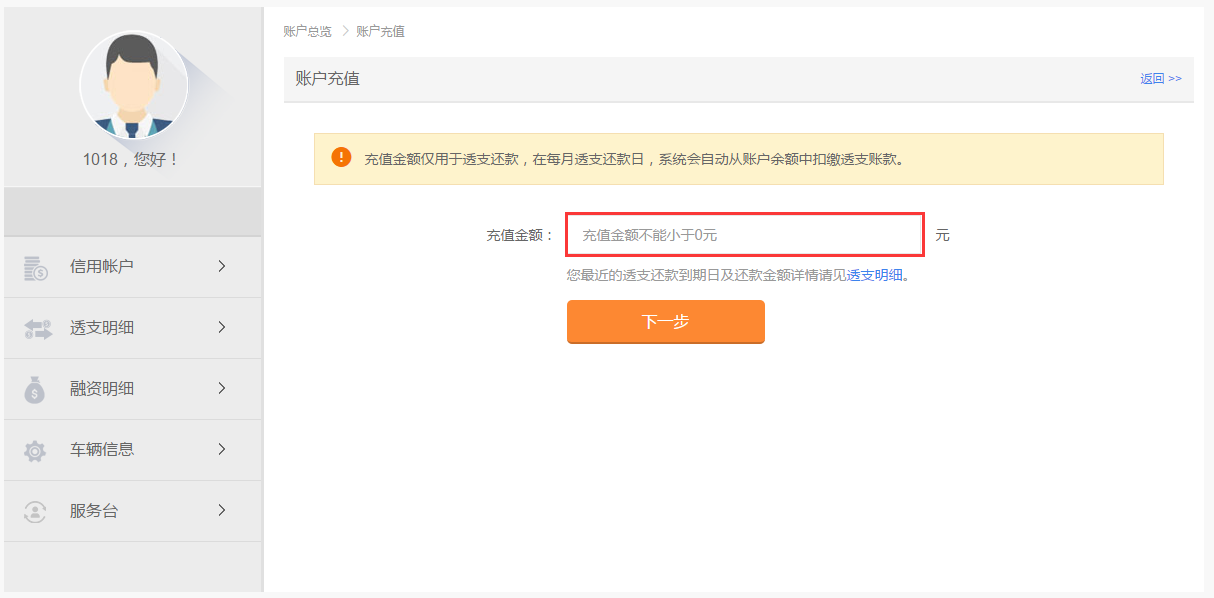 账户总览 > 账户充值
账户充值
返回 >>
1018，您好！
信用帐户
透支明细
融资明细
车辆信息
服务台
充值金额仅用于透支还款，在每月透支还款日，系统会自动从账户余额中扣缴透支账款。
充值金额： 充值金额不能小于0元 元
您最近的透支还款到期日及还款金额详情请见透支明细。
下一步